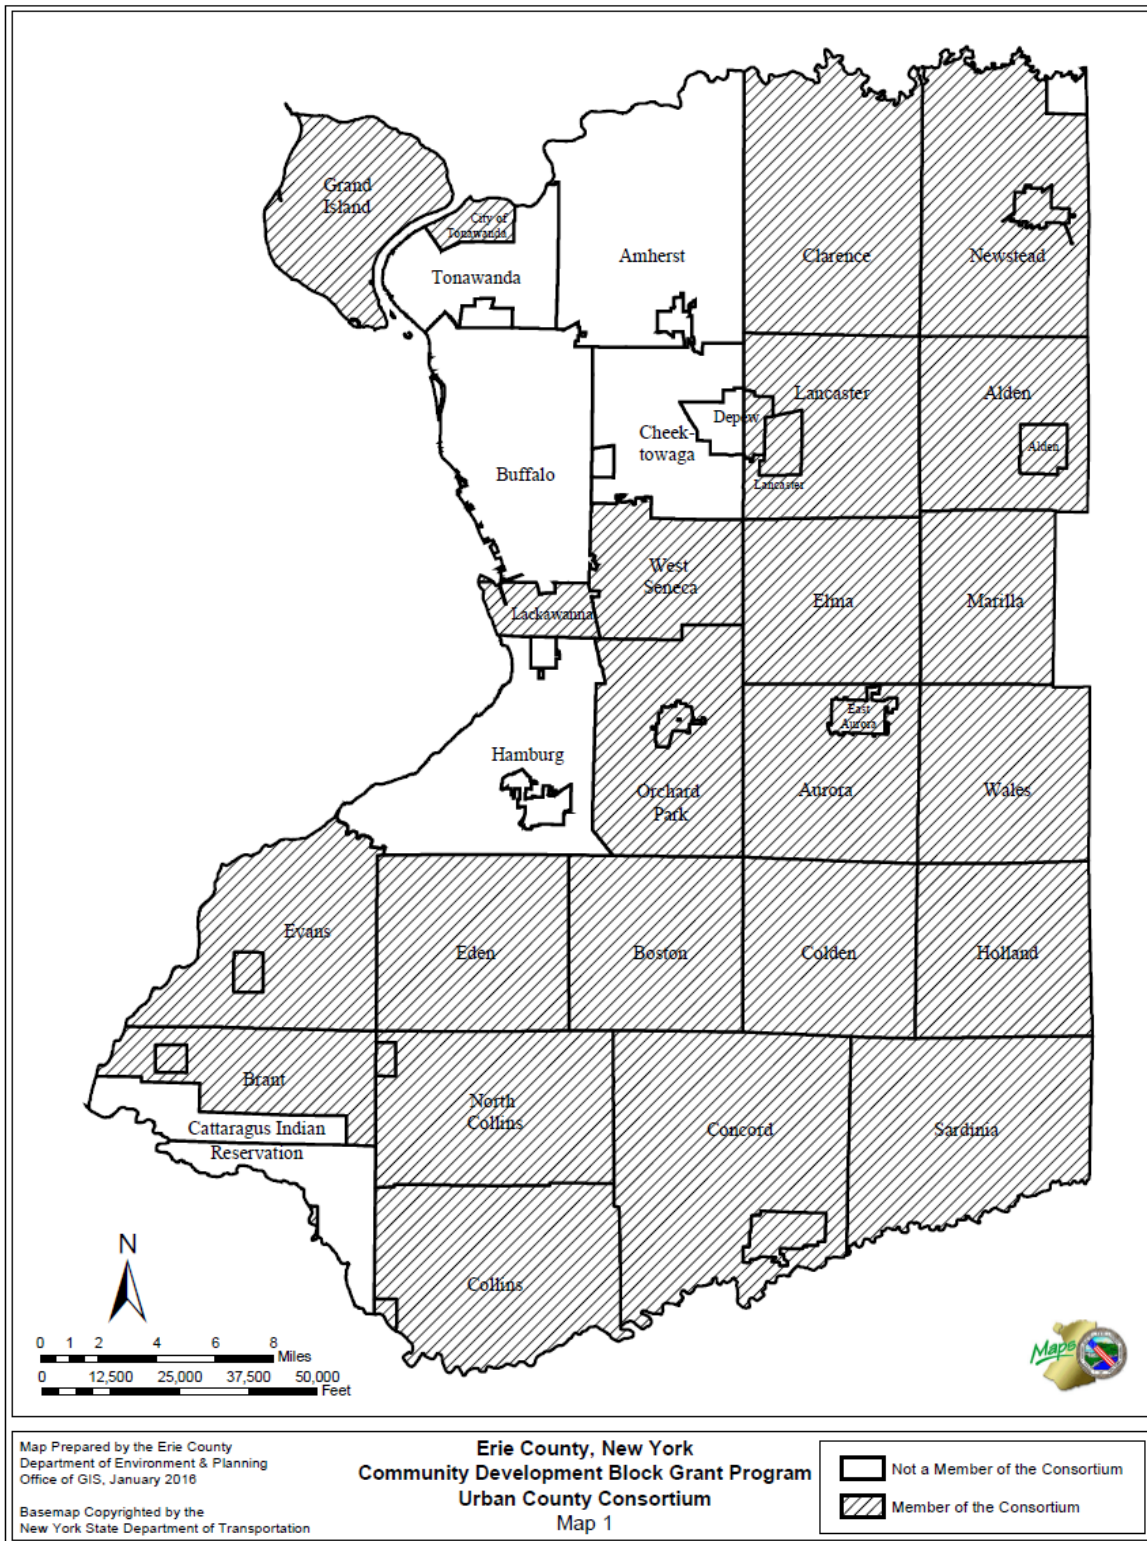 Grand
Island
City of
Tonawanda
Tonawanda
Amherst
Clarence
Newstead
Lancaster
Alden
Depew
Cheek-
towaga
Alden
Buffalo
Lancaster
West
Seneca
Elma
Marilla
Lackawanna
East
Aurora
Hamburg
Orchard
Park
Aurora
Wales
Evans
Eden
Boston
Colden
Holland
Brant
North
Collins
Cattaragus Indian
Reservation
Concord
Sardinia
Collins
N
0 1 2 4 6 8
Miles
0 12,500 25,000 37,500 50,000
Feet
Maps
Map Prepared by the Erie County
Department of Environment & Planning
Office of GIS, January 2016
Basemap Copyrighted by the
New York State Department of Transportation
Erie County, New York
Community Development Block Grant Program
Urban County Consortium
Map 1
Not a Member of the Consortium
Member of the Consortium